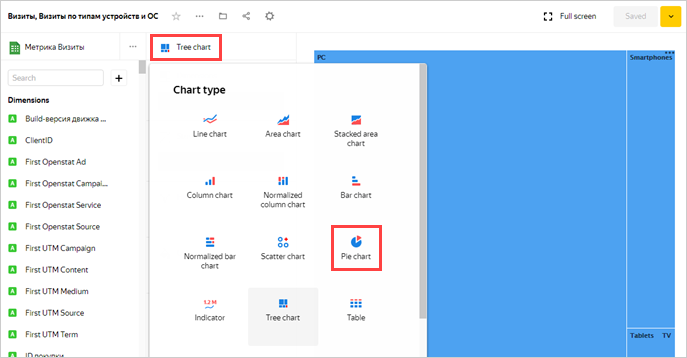 Визиты, Визиты по типам устройств и ОС
Full screen
Saved
Метрика Визиты
Tree chart
PC
Smartphones
Search
Dimensions
Build-версия движка ...
ClientID
First Openstat Ad
First Openstat Campai...
First Openstat Service
First Openstat Source
First UTM Campaign
First UTM Content
First UTM Medium
First UTM Source
First UTM Term
ID покупки
Chart type
Line chart
Area chart
Stacked area
chart
Column chart
Normalized
column chart
Bar chart
Normalized bar
chart
Scatter chart
Pie chart
1,2 M
Indicator
Tree chart
Table
Tablets
TV